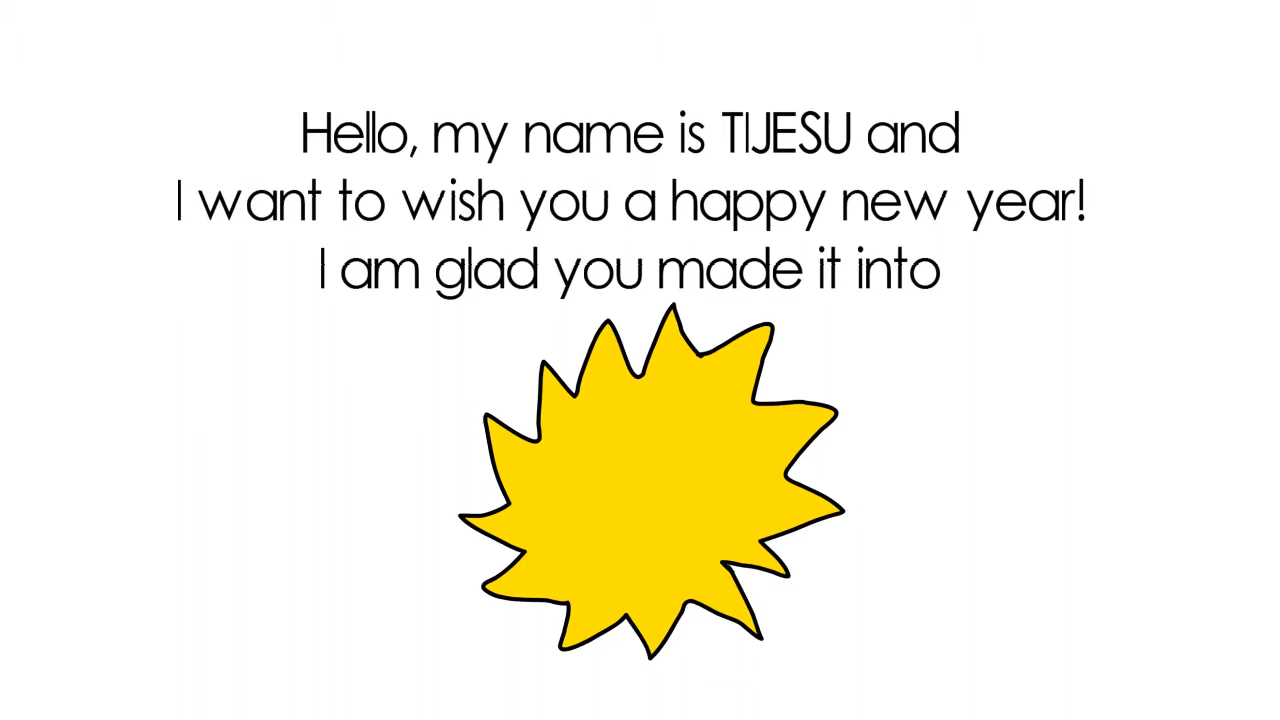 Hello, my name is TIJESU and
I want to wish you a happy new year!
I am glad you made it into